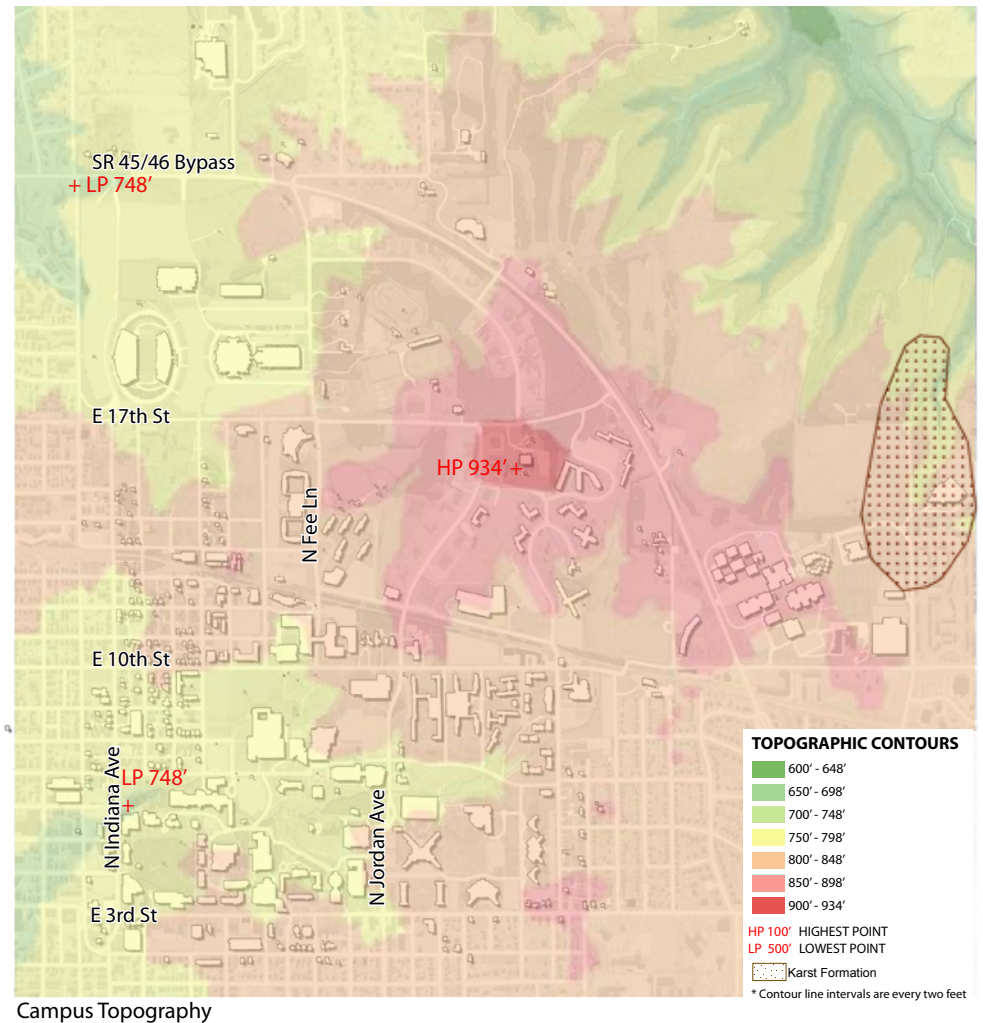 SR 45/46 Bypass
+ LP 748'
E 17th St
HP 934' +
N Fee Ln
E 10th St
N Indiana Ave
LP 748'
+
N Jordan Ave
E 3rd St
TOPOGRAPHIC CONTOURS
600' - 648'
650' - 698'
700' - 748'
750' - 798'
800' - 848'
850' - 898'
900' - 934'
HP 100' HIGHEST POINT
LP 500' LOWEST POINT
Karst Formation
* Contour line intervals are every two feet
Campus Topography